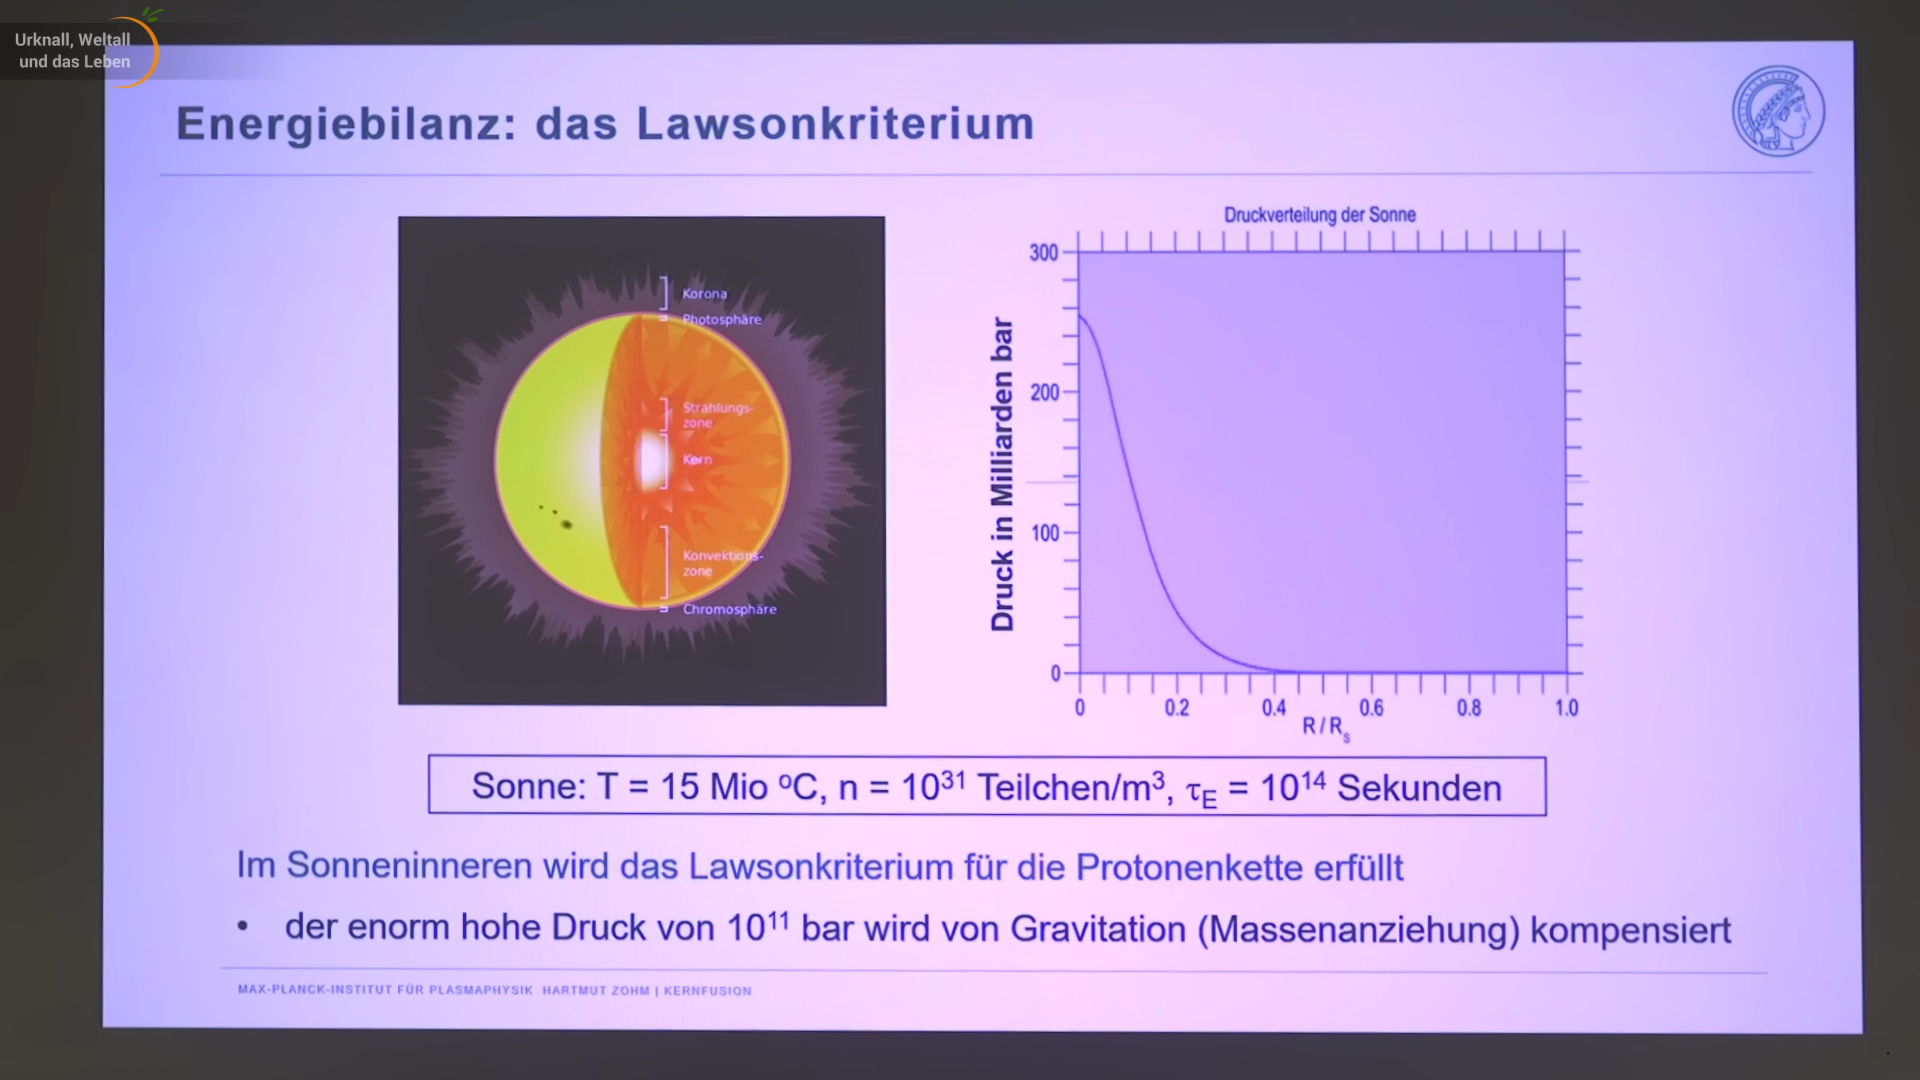 Urknall, Weltall
und das Leben
Energiebilanz: das Lawsonkriterium
Korona
Photosphäre
Strahlungs-
zone
Kern
Konvektions-
zone
Chromosphäre
Druckverteilung der Sonne
Druck in Milliarden bar
300
200
100
0
0 0.2 0.4 0.6 0.8 1.0
R/Rₛ
Sonne: T = 15 Mio ºC, n = 10³¹ Teilchen/m³, τ_E = 10¹⁴ Sekunden
Im Sonneninneren wird das Lawsonkriterium für die Protonenkette erfüllt
• der enorm hohe Druck von 10¹¹ bar wird von Gravitation (Massenanziehung) kompensiert
MAX-PLANCK-INSTITUT FÜR PLASMAPHYSIK HARTMUT ZOHM | KERNFUSION